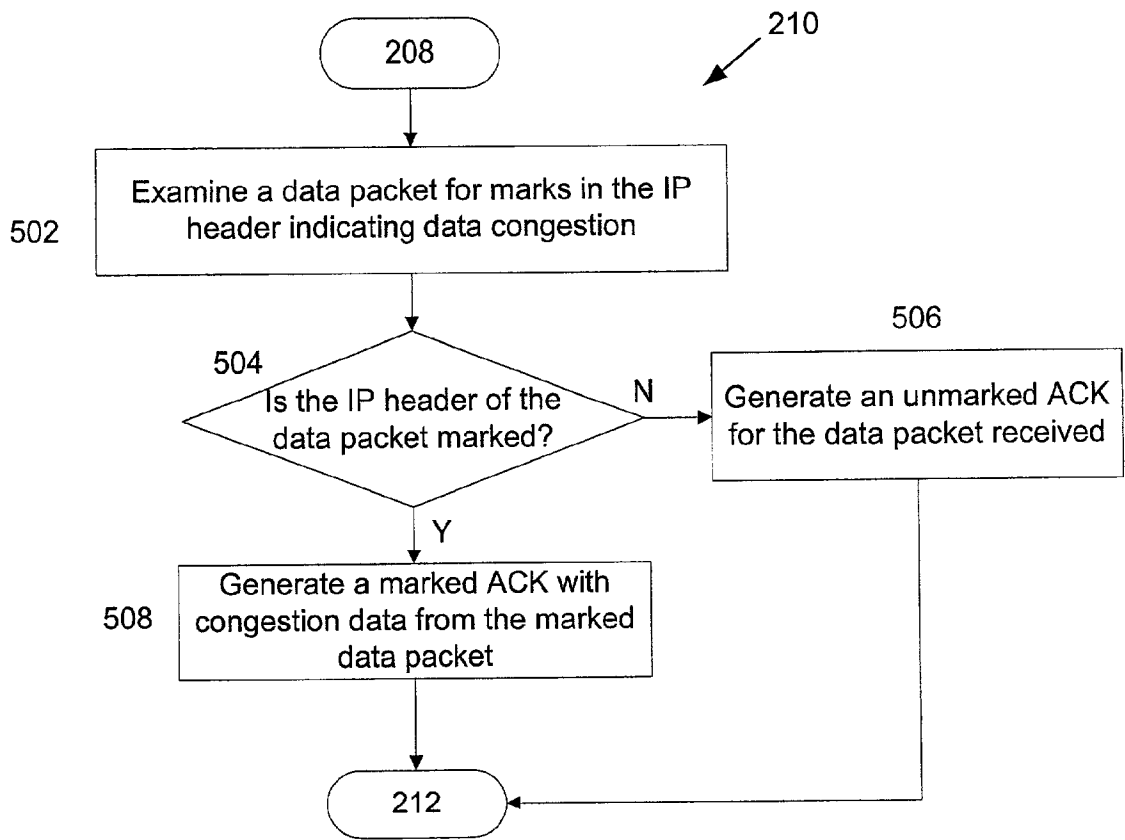 208
210
502
Examine a data packet for marks in the IP
header indicating data congestion
504
Is the IP header of the
data packet marked?
N
506
Generate an unmarked ACK
for the data packet received
Y
508
Generate a marked ACK with
congestion data from the marked
data packet
212